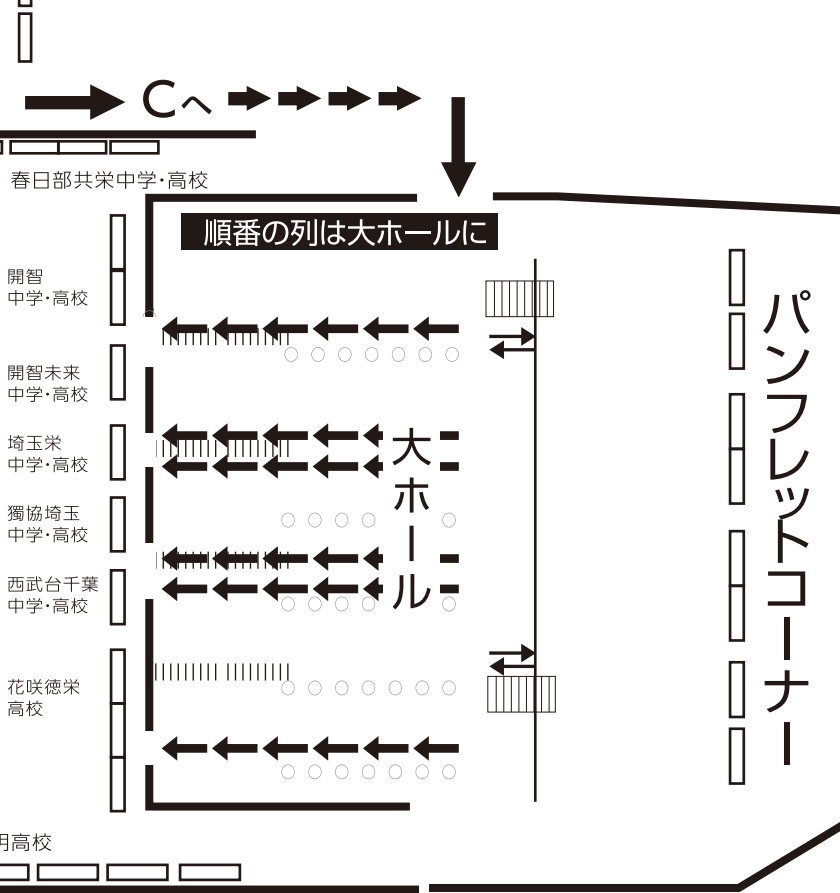 Cへ
春日部共栄中学・高校
順番の列は大ホールに
開智
中学・高校
開智未来
中学・高校
埼玉栄
中学・高校
獨協埼玉
中学・高校
西武台千葉
中学・高校
花咲徳栄
高校
大ホール
パンフレットコーナー
明高校